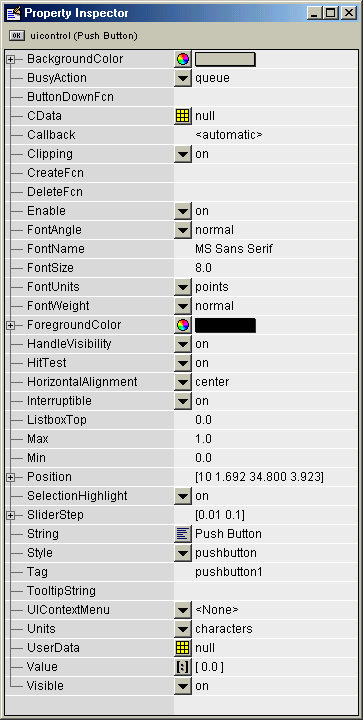 Property Inspector
OK uicontrol (Push Button)
BackgroundColor
BusyAction queue
ButtonDownFcn
CData null
Callback <automatic>
Clipping on
CreateFcn
DeleteFcn
Enable on
FontAngle normal
FontName MS Sans Serif
FontSize 8.0
FontUnits points
FontWeight normal
ForegroundColor
HandleVisibility on
HitTest on
HorizontalAlignment center
Interruptible on
ListboxTop 0.0
Max 1.0
Min 0.0
Position [10 1.692 34.800 3.923]
SelectionHighlight on
SliderStep [0.01 0.1]
String Push Button
Style pushbutton
Tag pushbutton1
TooltipString
UIContextMenu <None>
Units characters
UserData null
Value [:] [ 0.0 ]
Visible on